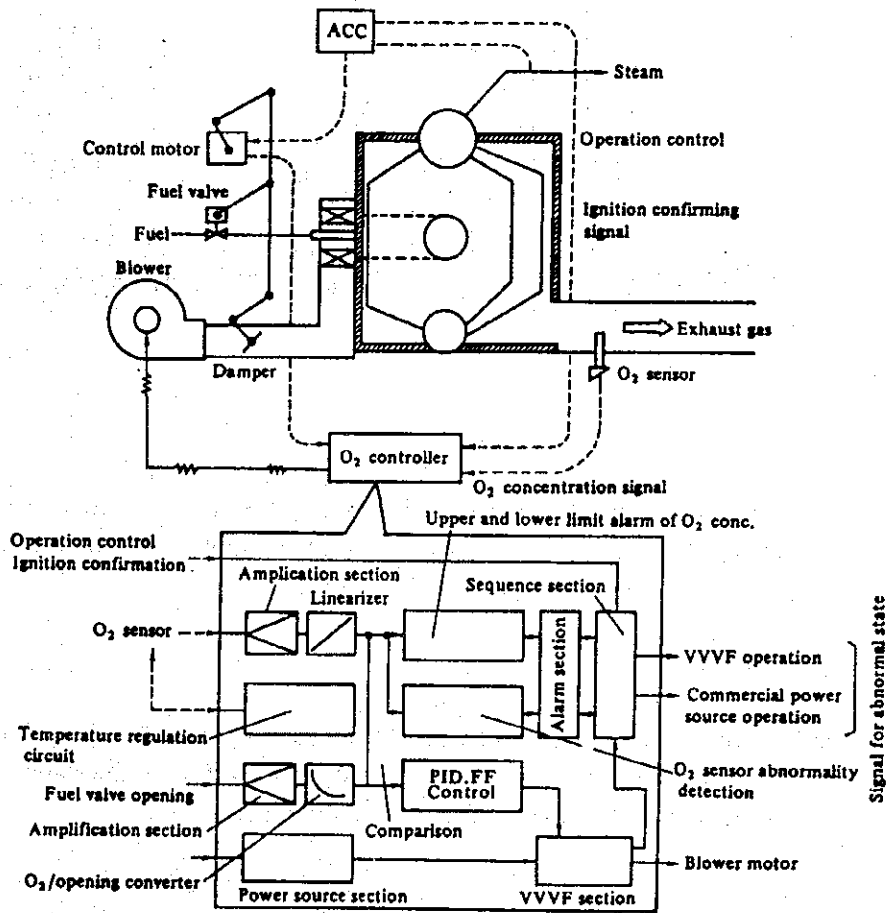 ACC
Steam
Control motor
Operation control
Fuel valve
Ignition confirming
signal
Fuel
Blower
Exhaust gas
Damper
O₂ sensor
O₂ controller
O₂ concentration signal
Upper and lower limit alarm of O₂ conc.
Operation control
Ignition confirmation
Amplication section
Sequence section
Linearizer
O₂ sensor
Alarm section
VVVF operation
Commercial power
source operation
Signal for abnormal state
Temperature regulation
circuit
O₂ sensor abnormality
detection
PID.FF
Control
Fuel valve opening
Amplification section
Comparison
Blower motor
O₂/opening converter
Power source section
VVVF section